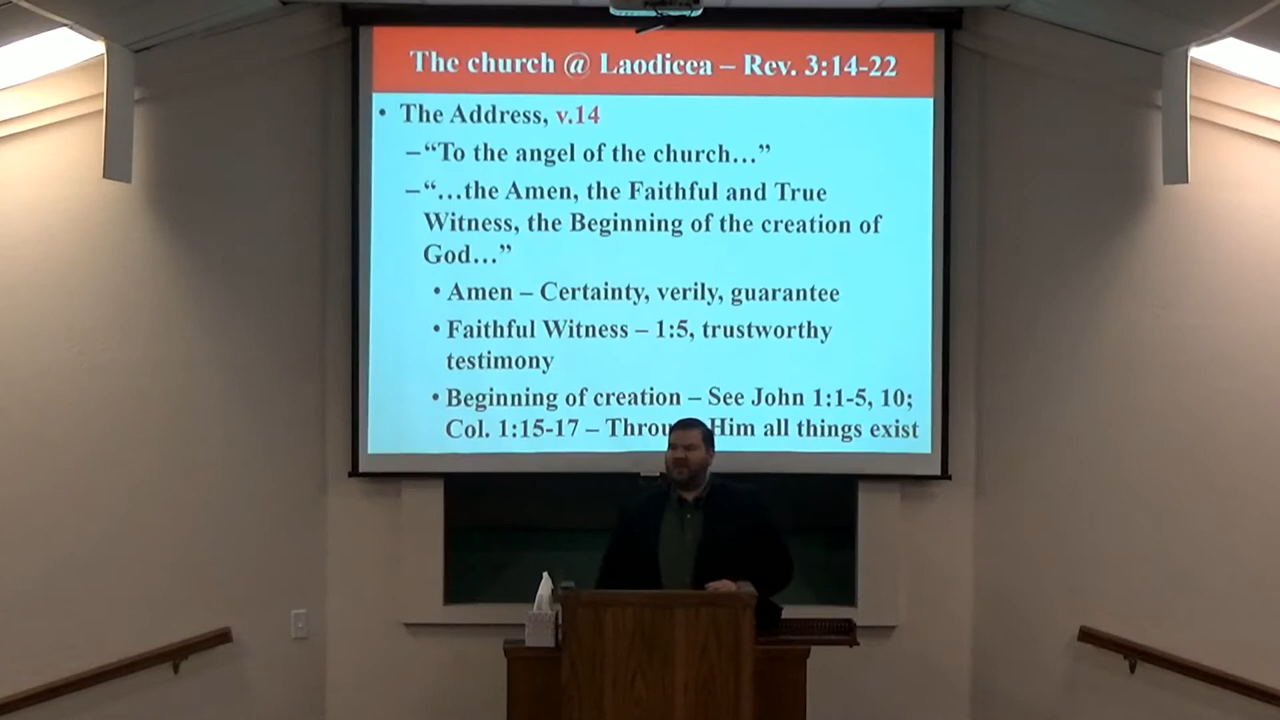 The church @ Laodicea – Rev. 3:14-22
• The Address, v.14
–“To the angel of the church…”
–“…the Amen, the Faithful and True
Witness, the Beginning of the creation of
God…”
• Amen – Certainty, verily, guarantee
• Faithful Witness – 1:5, trustworthy
testimony
• Beginning of creation – See John 1:1-5, 10;
Col. 1:15-17 – Him all things exist